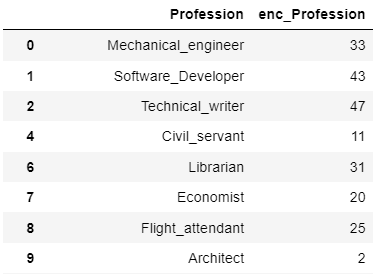 Profession enc_Profession
0 Mechanical_engineer 33
1 Software_Developer 43
2 Technical_writer 47
4 Civil_servant 11
6 Librarian 31
7 Economist 20
8 Flight_attendant 25
9 Architect 2